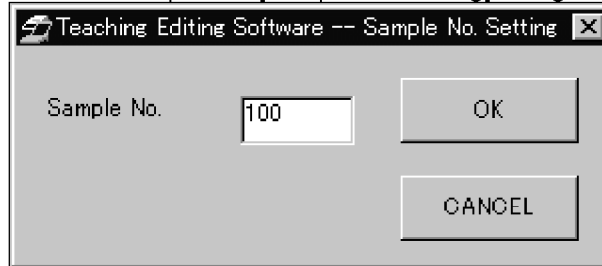 Teaching Editing Software -- Sample No. Setting
Sample No.
100
OK
CANCEL